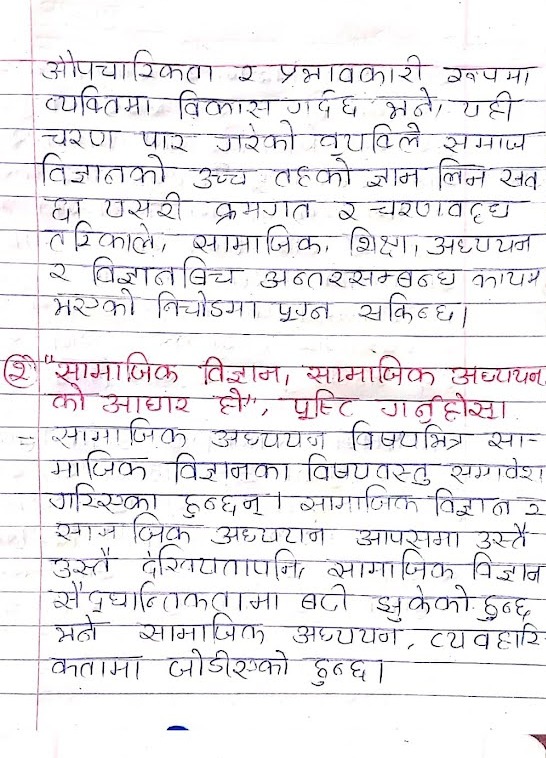 औपचारिकता र प्रभावकारी रूपमा
व्यक्तिमा विकास गर्दछ भने, यही
चरण पार गरेको व्यक्तिले समाज
विज्ञानको उच्च तहको ज्ञान लिन सक
छ। यसरी क्रमगत र चरणवद्ध
तरिकाले, सामाजिक, शिक्षा, अध्ययन
र विज्ञानबिच अन्तरसम्बन्ध कायम
भएको निचोडमा पुग्न सकिन्छ।
२ "सामाजिक विज्ञान, सामाजिक अध्ययन
को आधार हो", पुष्टि गर्नुहोस।
= सामाजिक अध्ययन विषयभित्र सा-
माजिक विज्ञानका विषयवस्तु समावेश
गरिएका हुन्छन्। सामाजिक विज्ञान र
सामाजिक अध्ययन आपसमा उस्तै
उस्तै देखियतापनि, सामाजिक विज्ञान
सैद्धान्तिकतामा बढी झुकेको हुन्छ
भने सामाजिक अध्ययन, व्यवहारि-
कतामा जोडीएको हुन्छ।